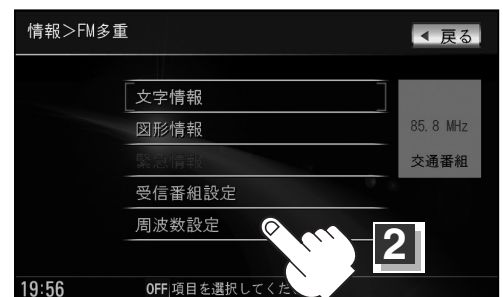 情報>FM多重
◀ 戻る
文字情報
図形情報
85.8 MHz
緊急情報
交通番組
受信番組設定
周波数設定
2
19:56 OFF 項目を選択してくだ